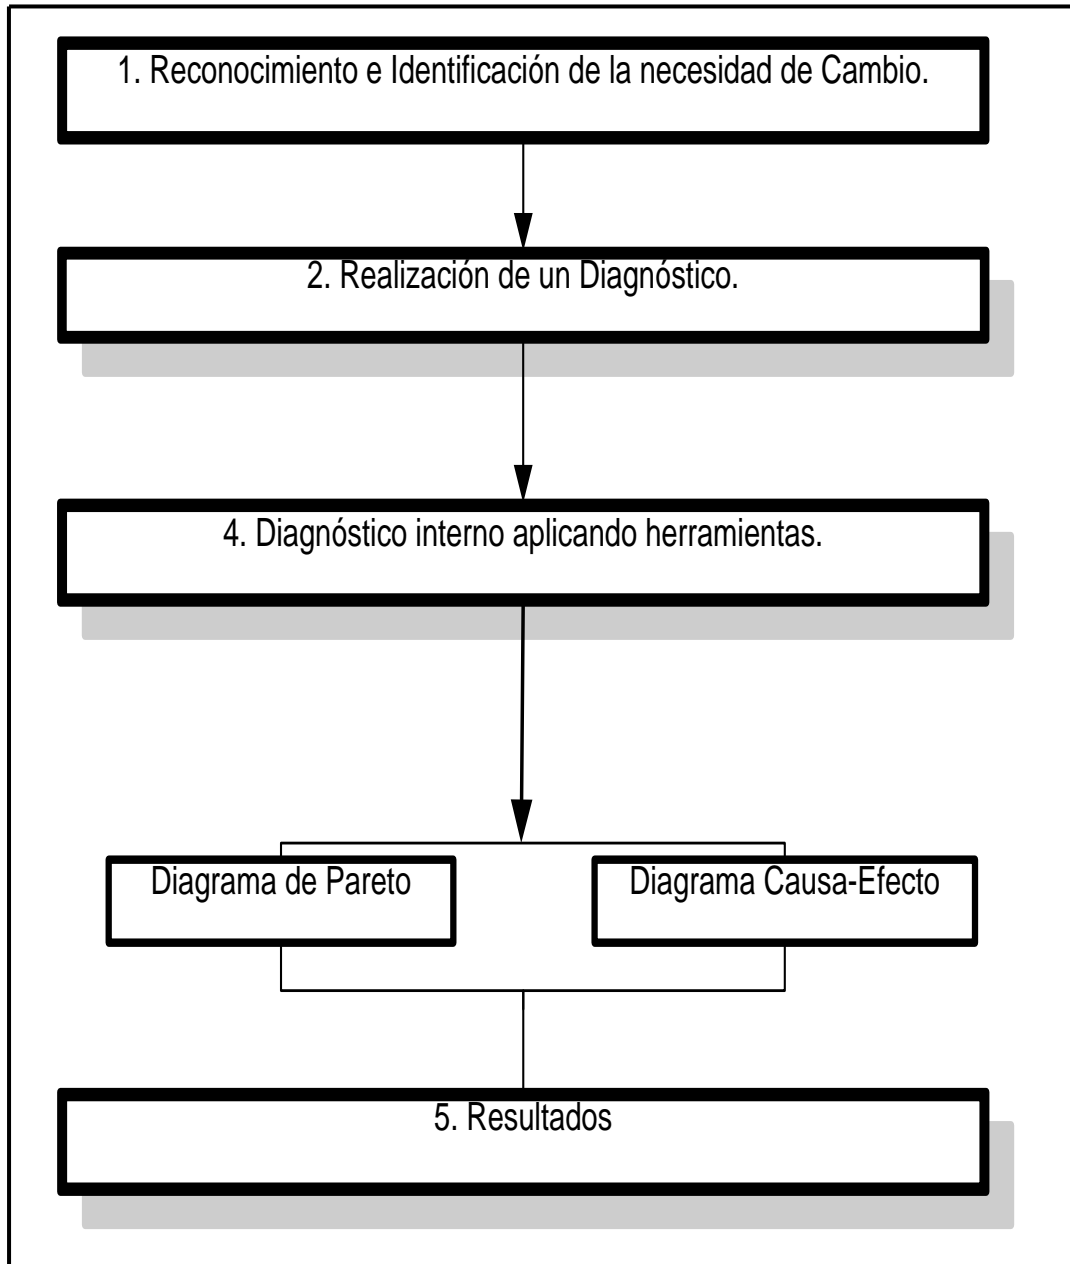 1. Reconocimiento e Identificación de la necesidad de Cambio.
2. Realización de un Diagnóstico.
4. Diagnóstico interno aplicando herramientas.
Diagrama de Pareto
Diagrama Causa-Efecto
5. Resultados